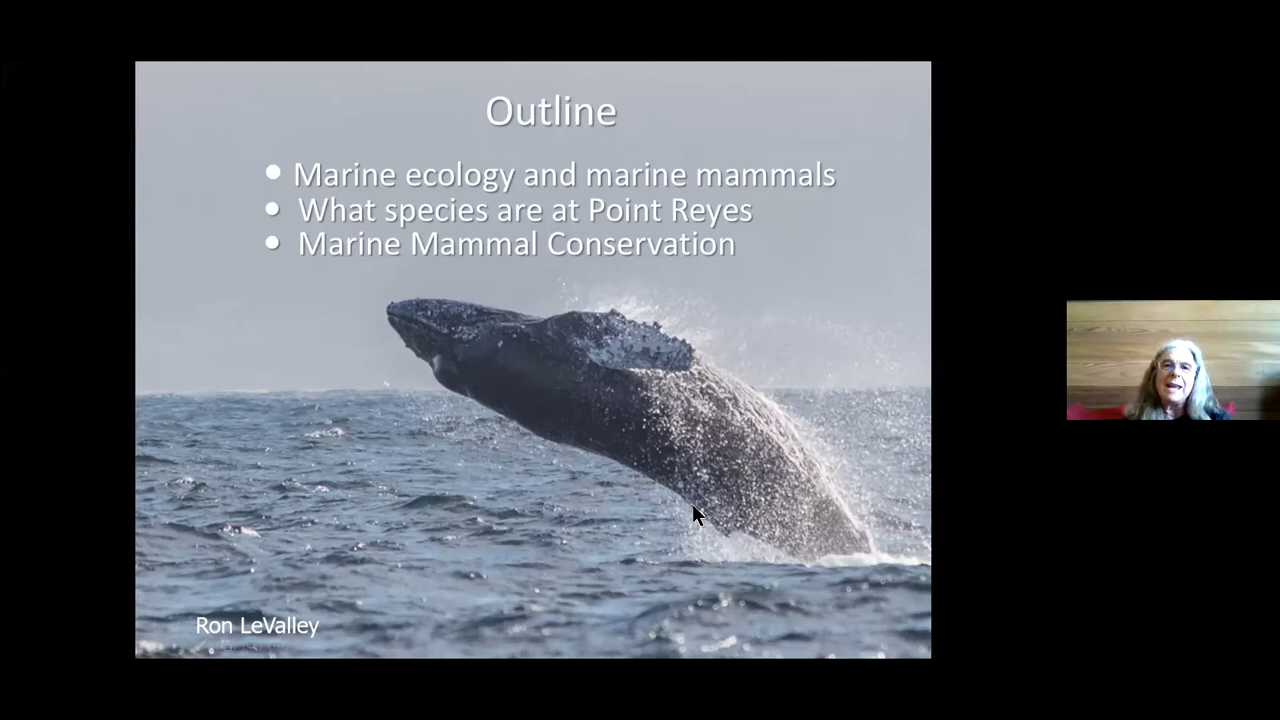 Outline
• Marine ecology and marine mammals
• What species are at Point Reyes
• Marine Mammal Conservation
Ron LeValley